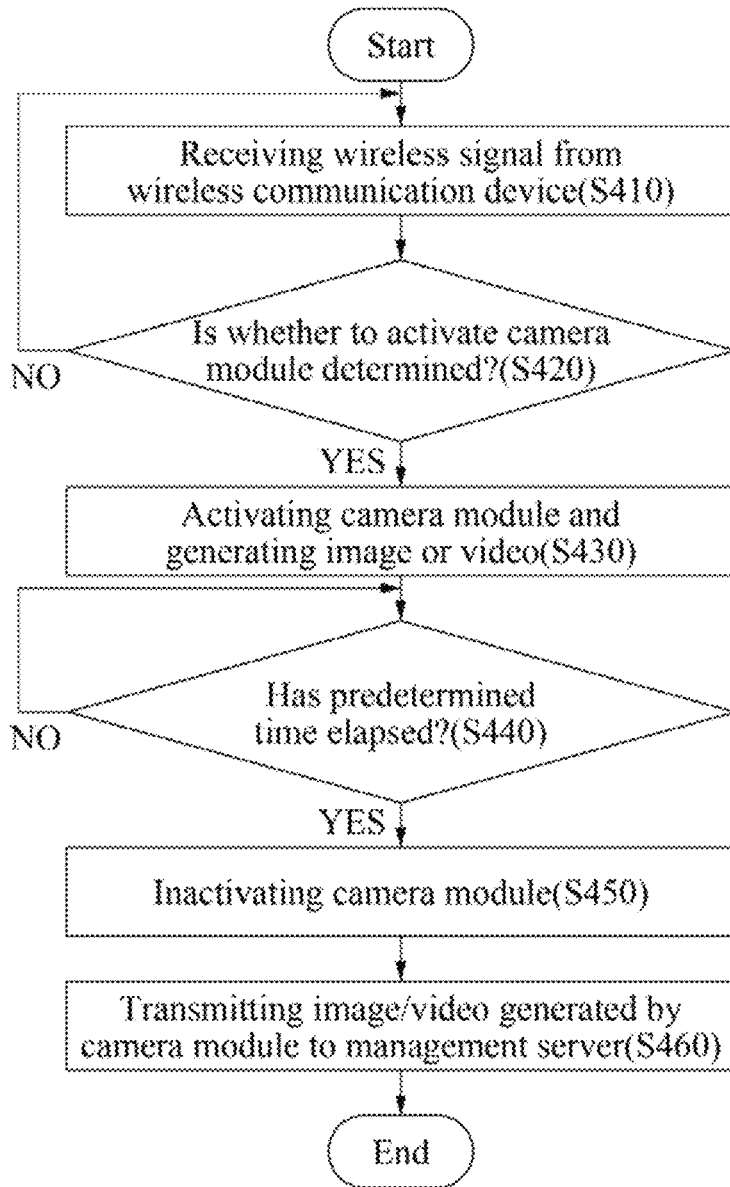 Start
Receiving wireless signal from
wireless communication device(S410)
Is whether to activate camera
module determined?(S420)
NO
YES
Activating camera module and
generating image or video(S430)
Has predetermined
time elapsed?(S440)
NO
YES
Inactivating camera module(S450)
Transmitting image/video generated by
camera module to management server(S460)
End